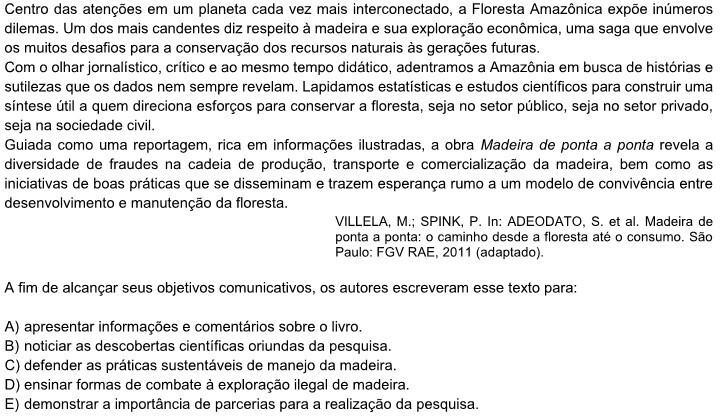 Centro das atenções em um planeta cada vez mais interconectado, a Floresta Amazônica expõe inúmeros
dilemas. Um dos mais candentes diz respeito à madeira e sua exploração econômica, uma saga que envolve
os muitos desafios para a conservação dos recursos naturais às gerações futuras.
Com o olhar jornalístico, crítico e ao mesmo tempo didático, adentramos a Amazônia em busca de histórias e
sutilezas que os dados nem sempre revelam. Lapidamos estatísticas e estudos científicos para construir uma
síntese útil a quem direciona esforços para conservar a floresta, seja no setor público, seja no setor privado,
seja na sociedade civil.
Guiada como uma reportagem, rica em informações ilustradas, a obra Madeira de ponta a ponta revela a
diversidade de fraudes na cadeia de produção, transporte e comercialização da madeira, bem como as
iniciativas de boas práticas que se disseminam e trazem esperança rumo a um modelo de convivência entre
desenvolvimento e manutenção da floresta.
VILLELA, M.; SPINK, P. In: ADEODATO, S. et al. Madeira de
ponta a ponta: o caminho desde a floresta até o consumo. São
Paulo: FGV RAE, 2011 (adaptado).
A fim de alcançar seus objetivos comunicativos, os autores escreveram esse texto para:
A) apresentar informações e comentários sobre o livro.
B) noticiar as descobertas científicas oriundas da pesquisa.
C) defender as práticas sustentáveis de manejo da madeira.
D) ensinar formas de combate à exploração ilegal de madeira.
E) demonstrar a importância de parcerias para a realização da pesquisa.